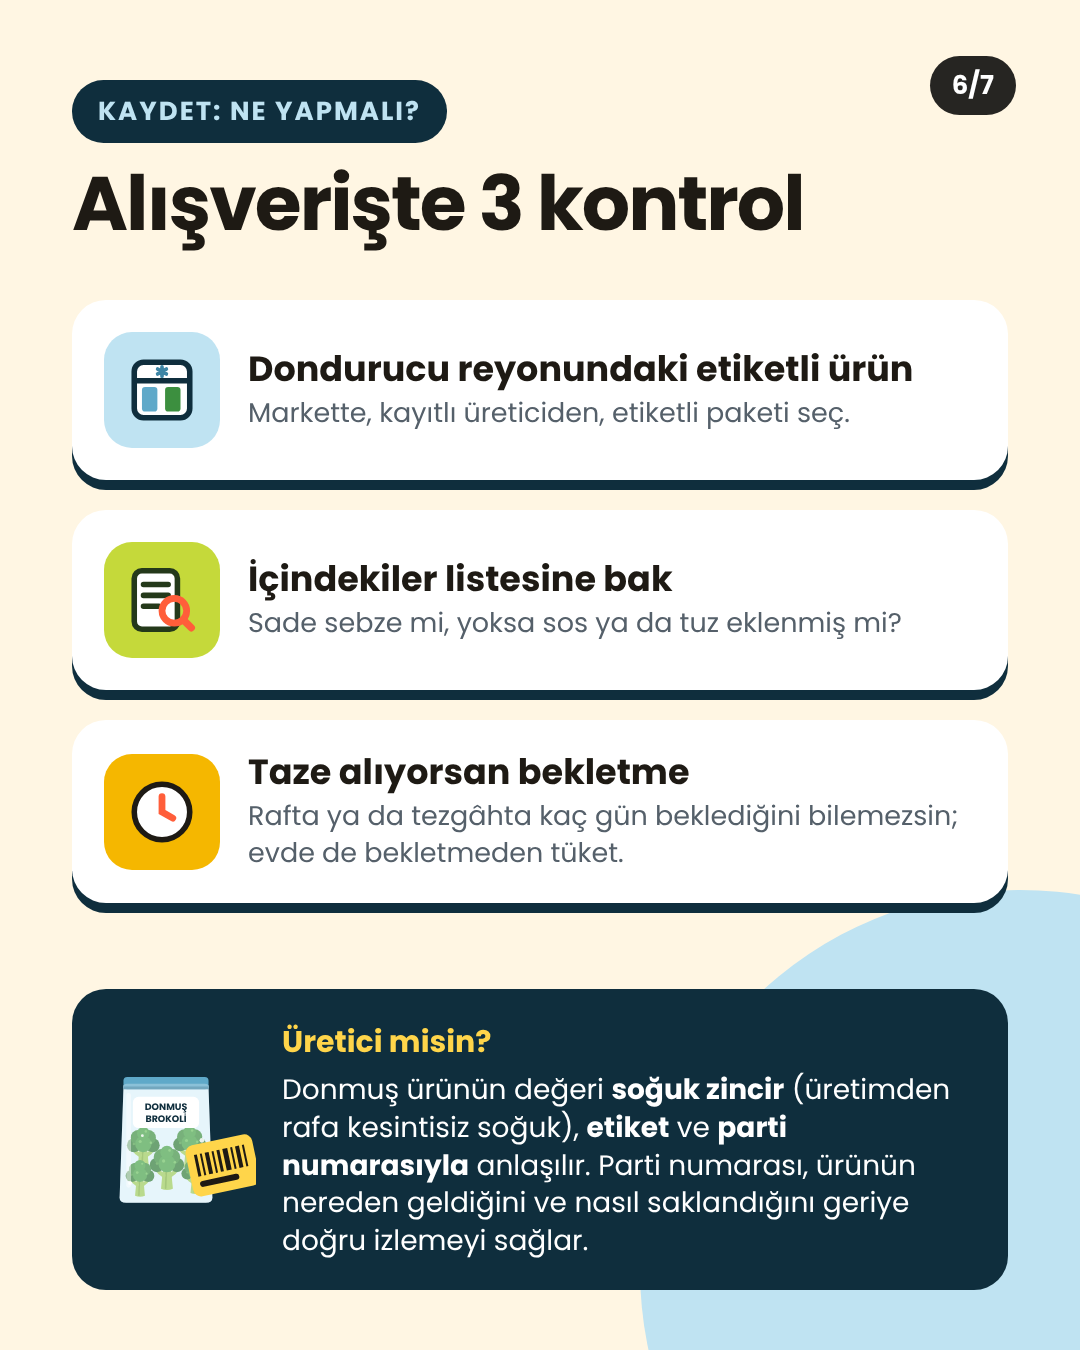 KAYDET: NE YAPMALI?
6/7
Alışverişte 3 kontrol
Dondurucu reyonundaki etiketli ürün
Markette, kayıtlı üreticiden, etiketli paketi seç.
İçindekiler listesine bak
Sade sebze mi, yoksa sos ya da tuz eklenmiş mi?
Taze alıyorsan bekletme
Rafta ya da tezgâhta kaç gün beklediğini bilemezsin;
evde de bekletmeden tüket.
DONMUŞ
BROKOLİ
Üretici misin?
Donmuş ürünün değeri soğuk zincir (üretimden
rafa kesintisiz soğuk), etiket ve parti
numarasıyla anlaşılır. Parti numarası, ürünün
nereden geldiğini ve nasıl saklandığını geriye
doğru izlemeyi sağlar.